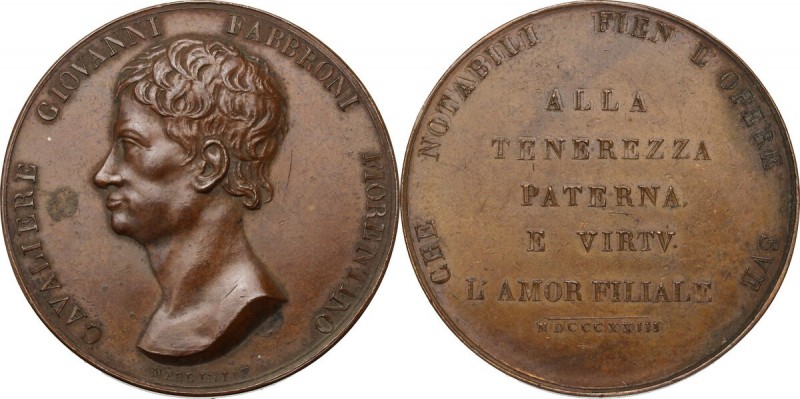 CAVALIERE GIOVANNI FABBRONI FIORENTINO
CHE NOTABILI FIEN L'OPERE SVE
ALLA
TENEREZZA
PATERNA
E VIRTV.
L'AMOR FILIALE
MDCCCXXIII